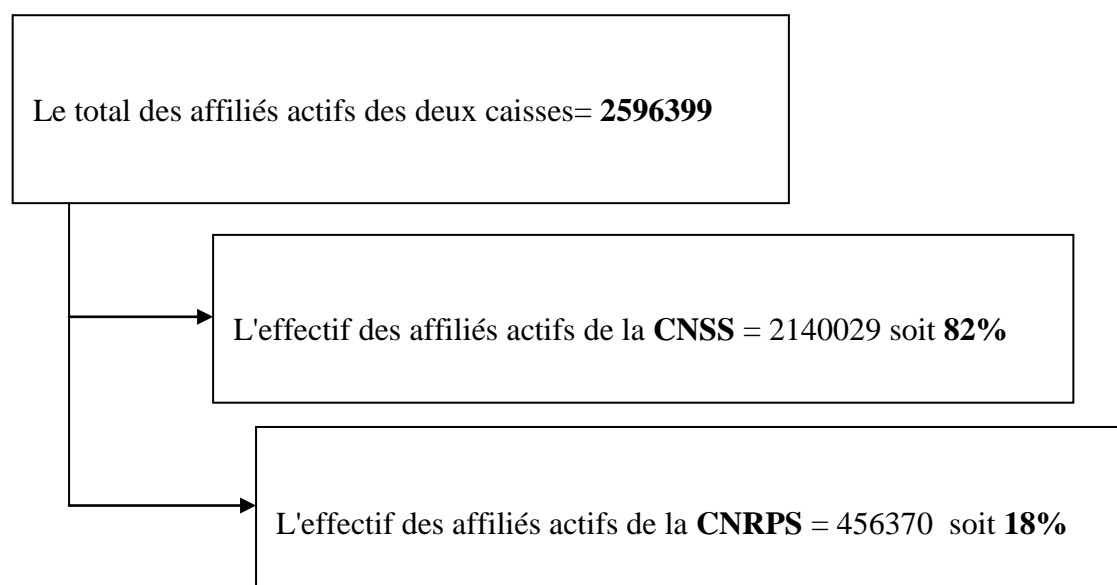 Le total des affiliés actifs des deux caisses= 2596399
L'effectif des affiliés actifs de la CNSS = 2140029 soit 82%
L'effectif des affiliés actifs de la CNRPS = 456370 soit 18%